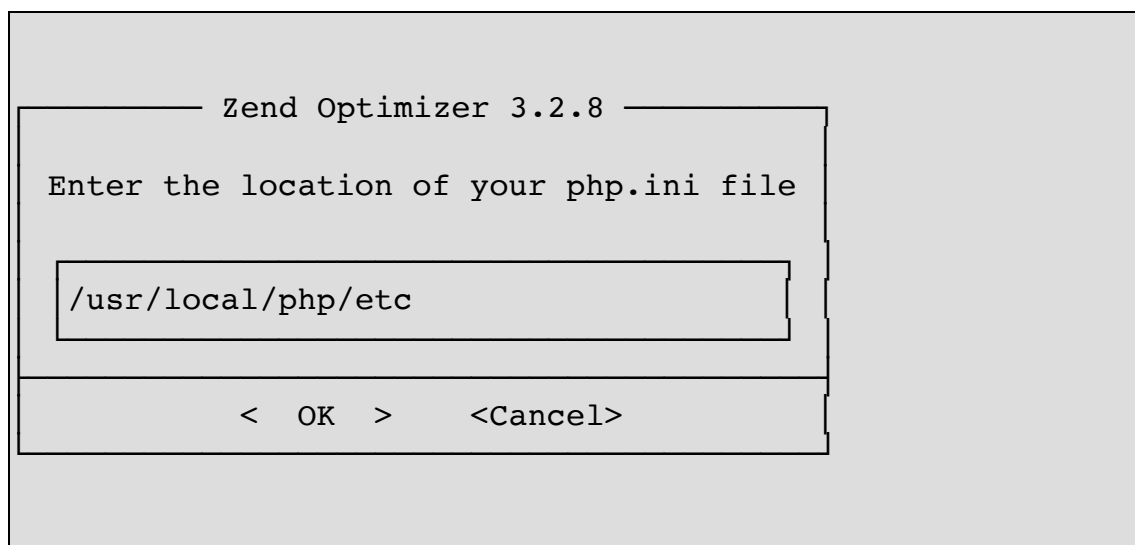 Zend Optimizer 3.2.8
Enter the location of your php.ini file
/usr/local/php/etc
< OK > <Cancel>